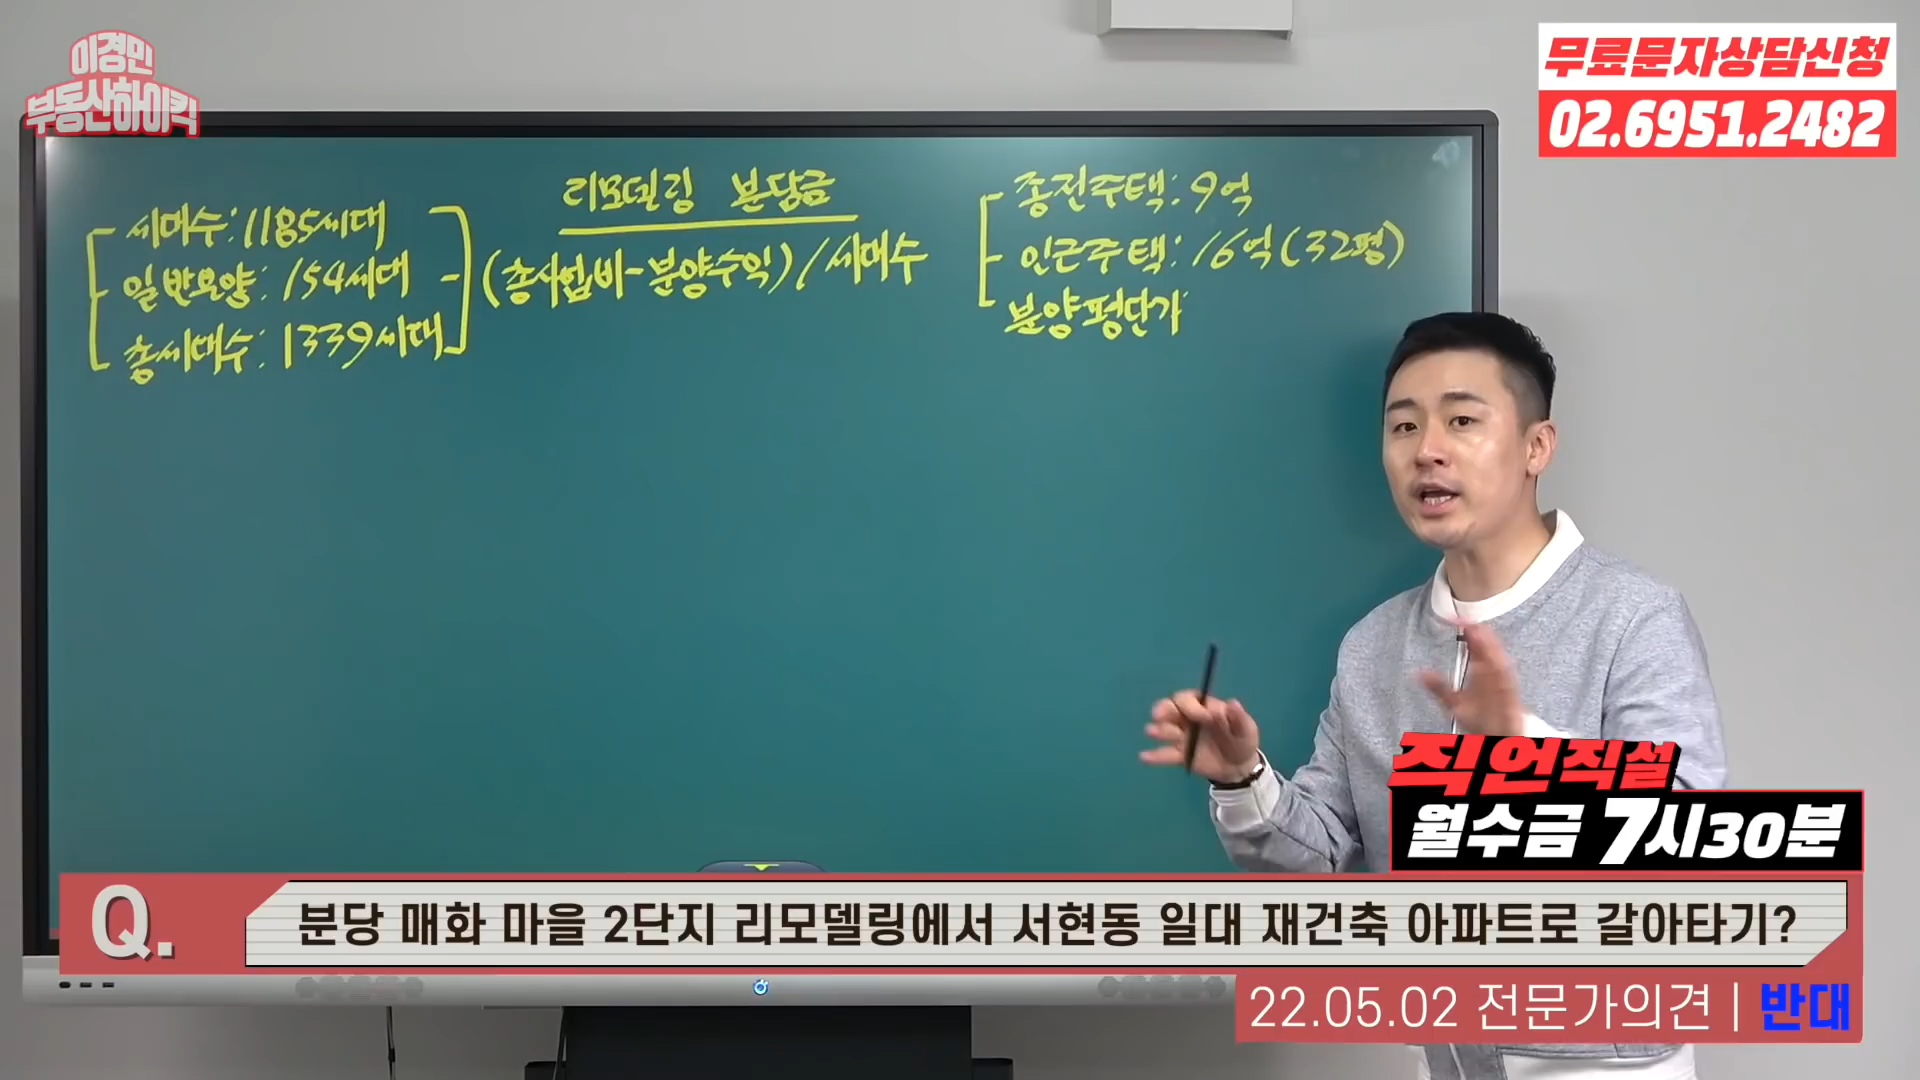 이경민
부동산하이킥
무료문자상담신청
02.6951.2482
리모델링 분담금
세대수: 1185세대
일반분양: 154세대
총세대수: 1339세대
(총사업비-분양수익)/세대수
종전주택: 9억
인근주택: 16억(32평)
분양평단가:
직언직설
월수금 7시30분
Q. 분당 매화 마을 2단지 리모델링에서 서현동 일대 재건축 아파트로 갈아타기?
22.05.02 전문가의견 | 반대